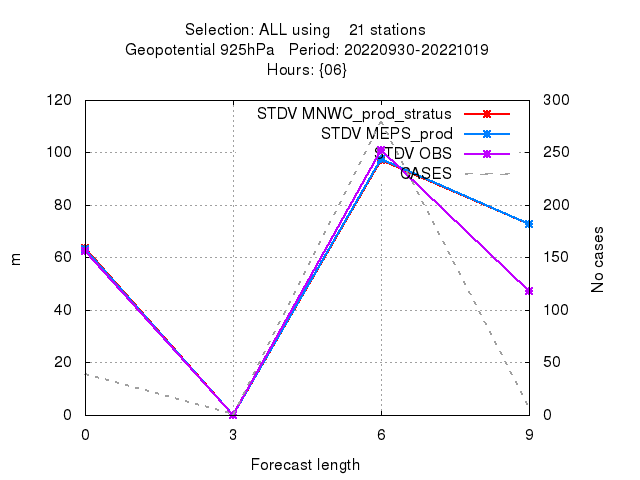 Selection: ALL using    21 stations
Geopotential 925hPa   Period: 20220930-20221019
Hours: {06}
120
100
80
60
40
20
0
m
300
250
200
150
100
50
0
No cases
STDV MNWC_prod_stratus
STDV MEPS_prod
STDV OBS
CASES
0
3
6
9
Forecast length